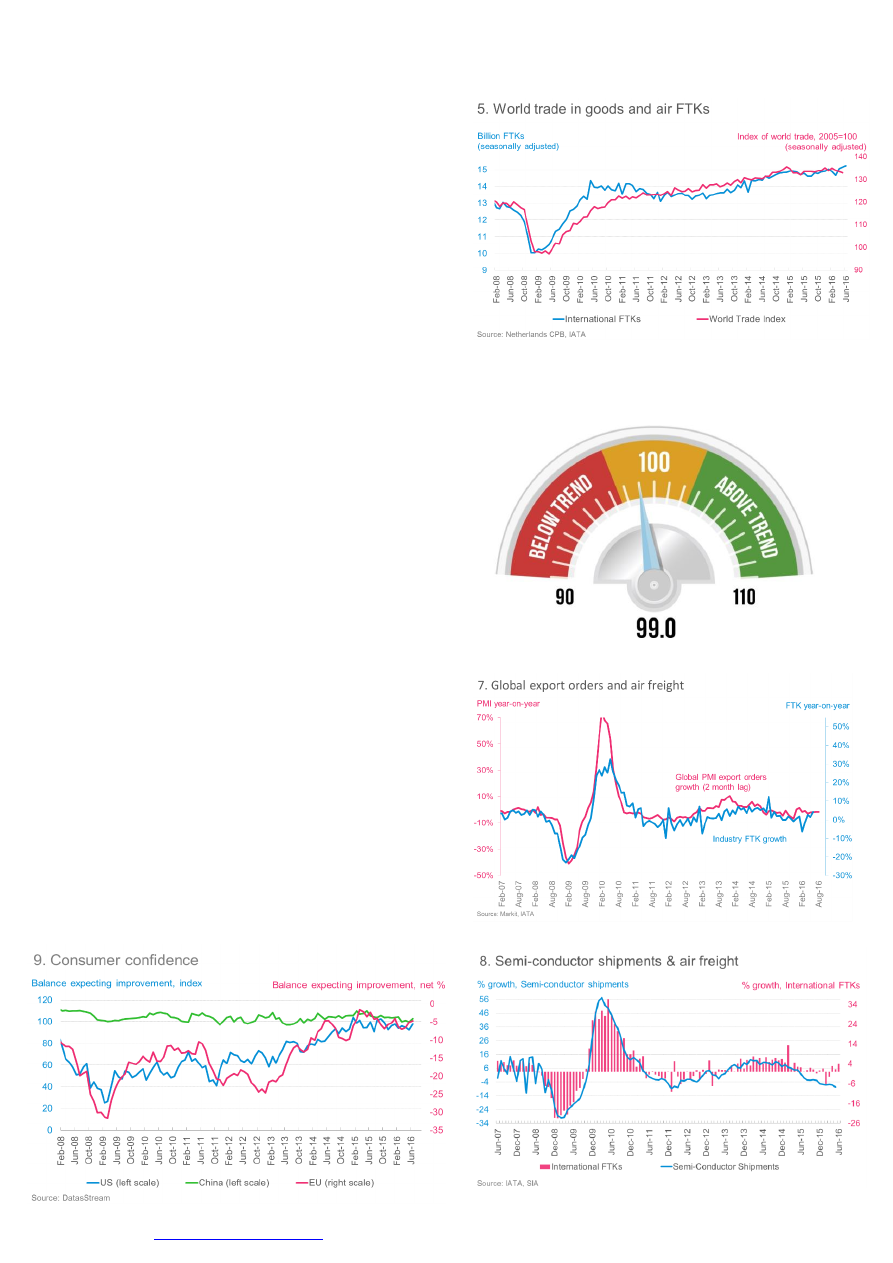 5. World trade in goods and air FTKs
Billion FTKs
(seasonally adjusted)
Index of world trade, 2005=100
(seasonally adjusted)
140
130
120
110
100
90
15
14
13
12
11
10
9
Feb-08
Jun-08
Oct-08
Feb-09
Jun-09
Oct-09
Feb-10
Jun-10
Oct-10
Feb-11
Jun-11
Oct-11
Feb-12
Jun-12
Oct-12
Feb-13
Jun-13
Oct-13
Feb-14
Jun-14
Oct-14
Feb-15
Jun-15
Oct-15
Feb-16
Jun-16
International FTKs
World Trade Index
Source: Netherlands CPB, IATA
BELOW TREND
100
ABOVE TREND
90
110
99.0
7. Global export orders and air freight
PMI year-on-year
FTK year-on-year
70%
50%
30%
10%
-10%
-30%
-50%
50%
40%
30%
20%
10%
0%
-10%
-20%
-30%
Global PMI export orders
growth (2 month lag)
Industry FTK growth
Feb-07
Aug-07
Feb-08
Aug-08
Feb-09
Aug-09
Feb-10
Aug-10
Feb-11
Aug-11
Feb-12
Aug-12
Feb-13
Aug-13
Feb-14
Aug-14
Feb-15
Aug-15
Feb-16
Aug-16
Source: Markit, IATA
9. Consumer confidence
Balance expecting improvement, index
Balance expecting improvement, net %
120
100
80
60
40
20
0
0
-5
-10
-15
-20
-25
-30
-35
Feb-08
Jun-08
Oct-08
Feb-09
Jun-09
Oct-09
Feb-10
Jun-10
Oct-10
Feb-11
Jun-11
Oct-11
Feb-12
Jun-12
Oct-12
Feb-13
Jun-13
Oct-13
Feb-14
Jun-14
Oct-14
Feb-15
Jun-15
Oct-15
Feb-16
Jun-16
US (left scale)
China (left scale)
EU (right scale)
Source: DatasStream
8. Semi-conductor shipments & air freight
% growth, Semi-conductor shipments
% growth, International FTKs
56
46
36
26
16
6
-4
-14
-24
-34
34
24
14
4
-6
-16
-26
Jun-07
Dec-07
Jun-08
Dec-08
Jun-09
Dec-09
Jun-10
Dec-10
Jun-11
Dec-11
Jun-12
Dec-12
Jun-13
Dec-13
Jun-14
Dec-14
Jun-15
Dec-15
Jun-16
International FTKs
Semi-Conductor Shipments
Source: IATA, SIA